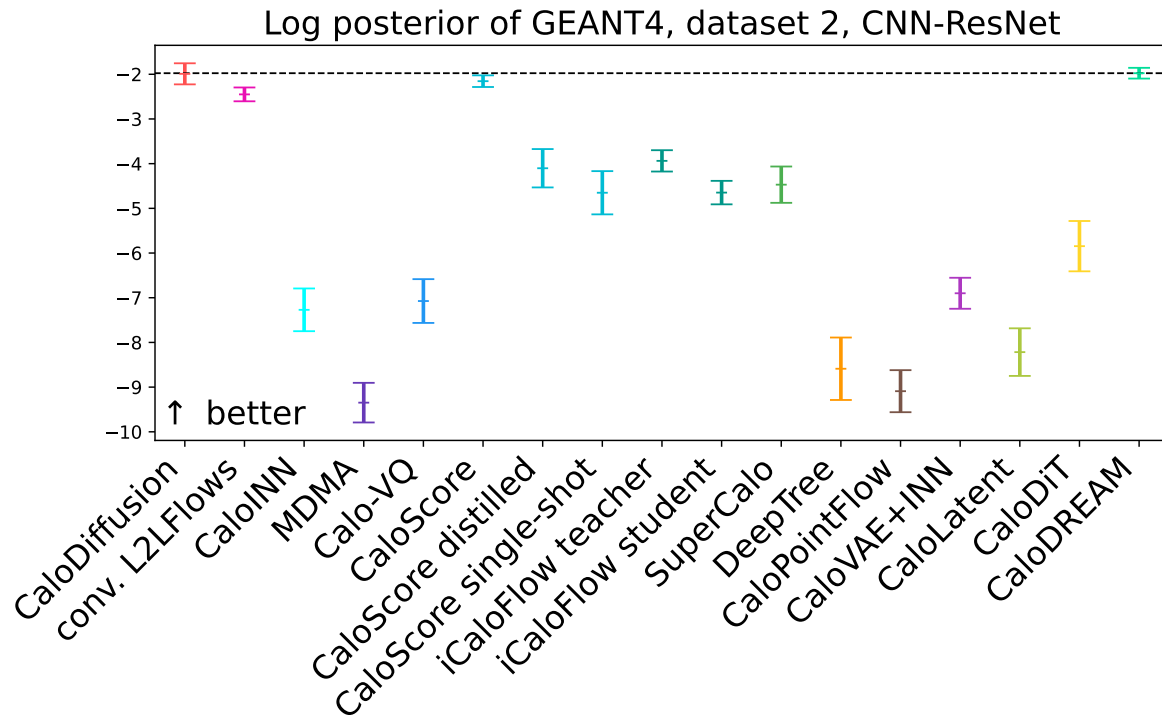 Log posterior of GEANT4, dataset 2, CNN-ResNet
−2
−3
−4
−5
−6
−7
−8
−9
−10
↑ better
CaloDiffusion
conv. L2LFlows
CaloINN
MDMA
Calo-VQ
CaloScore
CaloScore distilled
CaloScore single-shot
iCaloFlow teacher
iCaloFlow student
SuperCalo
DeepTree
CaloPointFlow
CaloVAE+INN
CaloLatent
CaloDiT
CaloDREAM